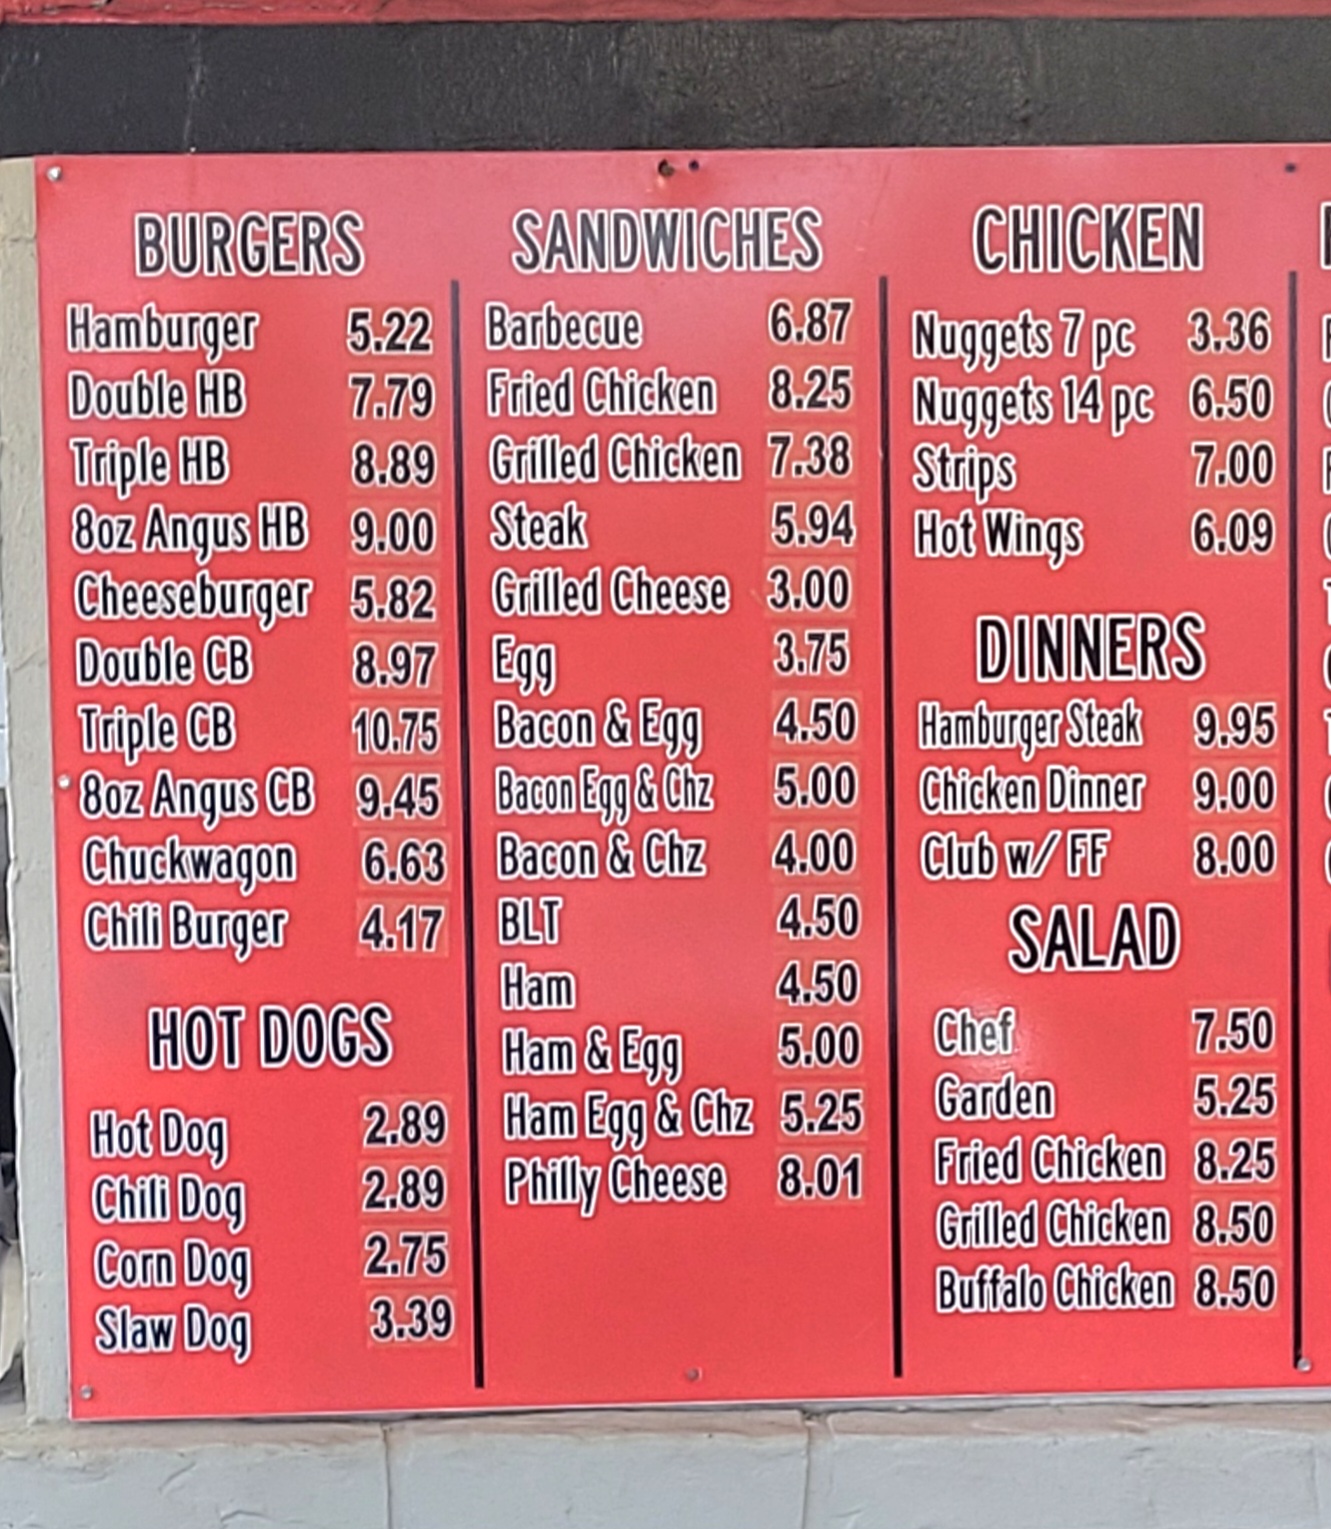 BURGERS
Hamburger 5.22
Double HB 7.79
Triple HB 8.89
8oz Angus HB 9.00
Cheeseburger 5.82
Double CB 8.97
Triple CB 10.75
8oz Angus CB 9.45
Chuckwagon 6.63
Chili Burger 4.17
HOT DOGS
Hot Dog 2.89
Chili Dog 2.89
Corn Dog 2.75
Slaw Dog 3.39
SANDWICHES
Barbecue 6.87
Fried Chicken 8.25
Grilled Chicken 7.38
Steak 5.94
Grilled Cheese 3.00
Egg 3.75
Bacon & Egg 4.50
Bacon Egg & Chz 5.00
Bacon & Chz 4.00
BLT 4.50
Ham 4.50
Ham & Egg 5.00
Ham Egg & Chz 5.25
Philly Cheese 8.01
CHICKEN
Nuggets 7 pc 3.36
Nuggets 14 pc 6.50
Strips 7.00
Hot Wings 6.09
DINNERS
Hamburger Steak 9.95
Chicken Dinner 9.00
Club w/ FF 8.00
SALAD
Chef 7.50
Garden 5.25
Fried Chicken 8.25
Grilled Chicken 8.50
Buffalo Chicken 8.50